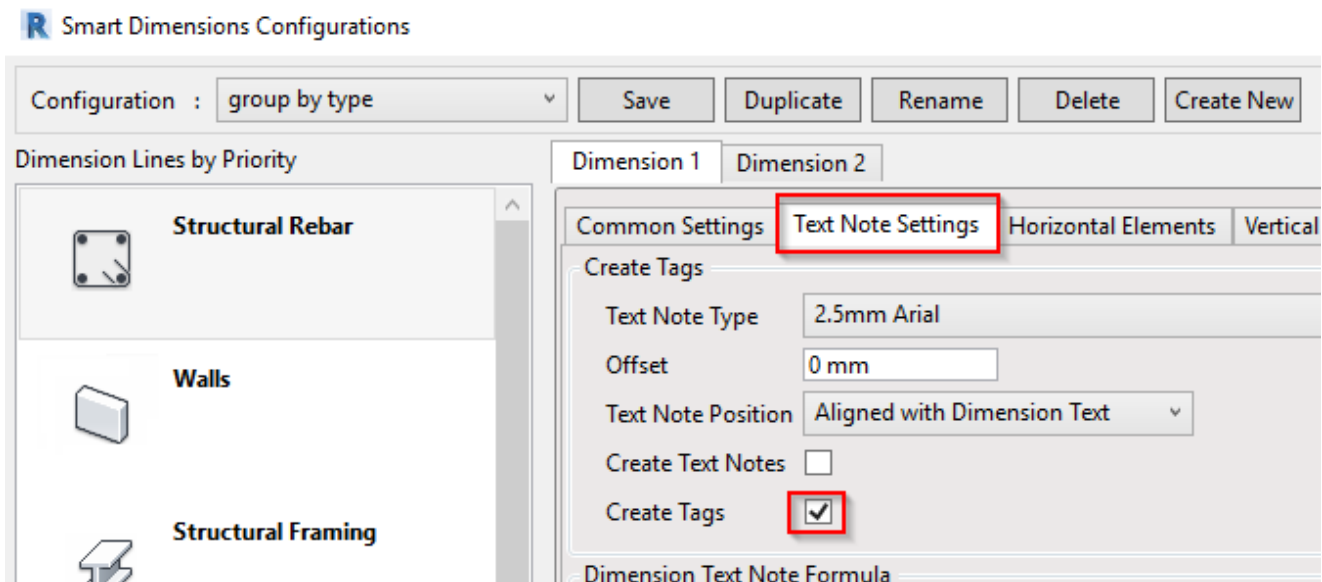 R Smart Dimensions Configurations
Configuration : group by type Save Duplicate Rename Delete Create New
Dimension Lines by Priority
Dimension 1 Dimension 2
Structural Rebar
Common Settings Text Note Settings Horizontal Elements Vertical
Create Tags
Text Note Type 2.5mm Arial
Offset 0 mm
Walls
Text Note Position Aligned with Dimension Text
Create Text Notes
Create Tags
Structural Framing
Dimension Text Note Formula